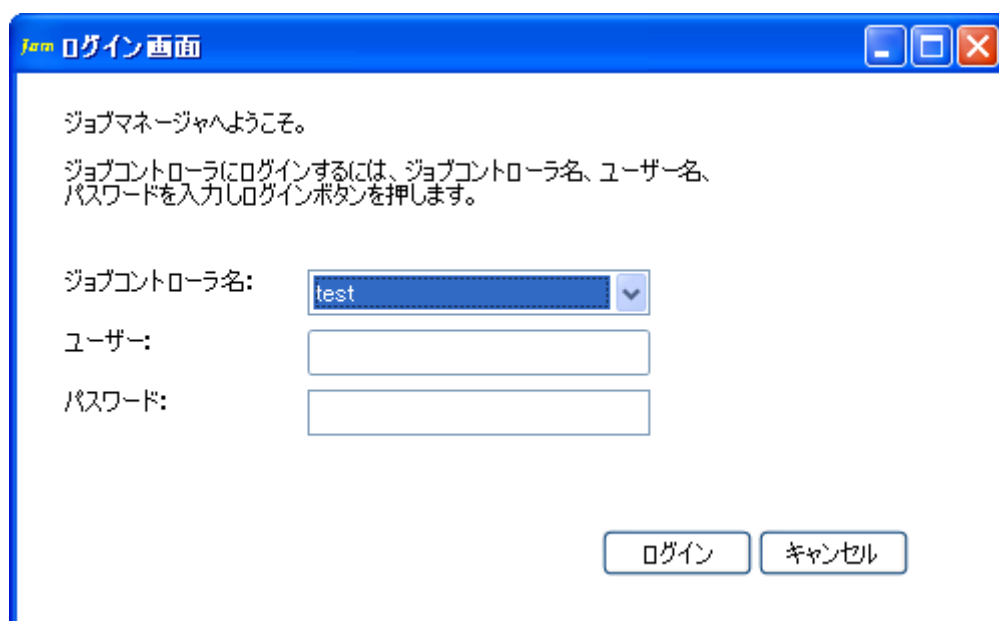 Jam ログイン画面
ジョブマネージャへようこそ。
ジョブコントローラにログインするには、ジョブコントローラ名、ユーザー名、
パスワードを入力しログインボタンを押します。
ジョブコントローラ名: test
ユーザー:
パスワード:
ログイン キャンセル